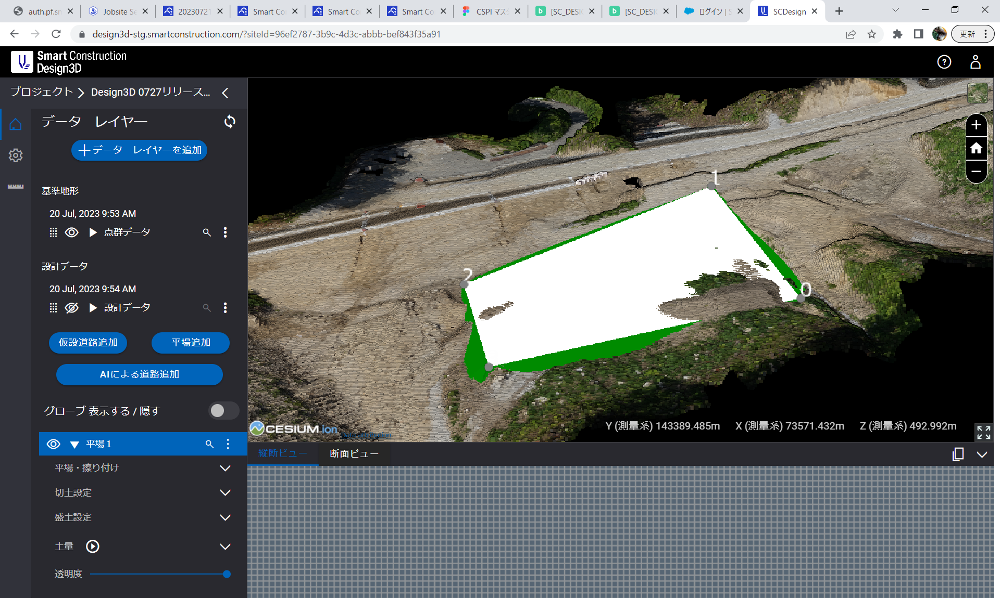 auth.pf.sn
Jobsite Se
20230721
Smart Co
Smart Co
Smart Co
CSPI マス
[SC_DESI
[SC_DESI
ログイン | S
SCDesign
design3d-stg.smartconstruction.com/?siteId=96ef2787-3b9c-4d3c-abbb-bef843f35a91
更新
Smart Construction
Design3D
プロジェクト
Design3D 0727リリース...
データ レイヤー
データ レイヤーを追加
基準地形
20 Jul, 2023 9:53 AM
点群データ
設計データ
20 Jul, 2023 9:54 AM
設計データ
仮設道路追加
平場追加
AIによる道路追加
グローブ 表示する / 隠す
平場 1
平場・擦り付け
切土設定
盛土設定
土量
透明度
1
2
0
CESIUM ion
Data attribution
Y (測量系) 143389.485m
X (測量系) 73571.432m
Z (測量系) 492.992m
縦断ビュー
断面ビュー